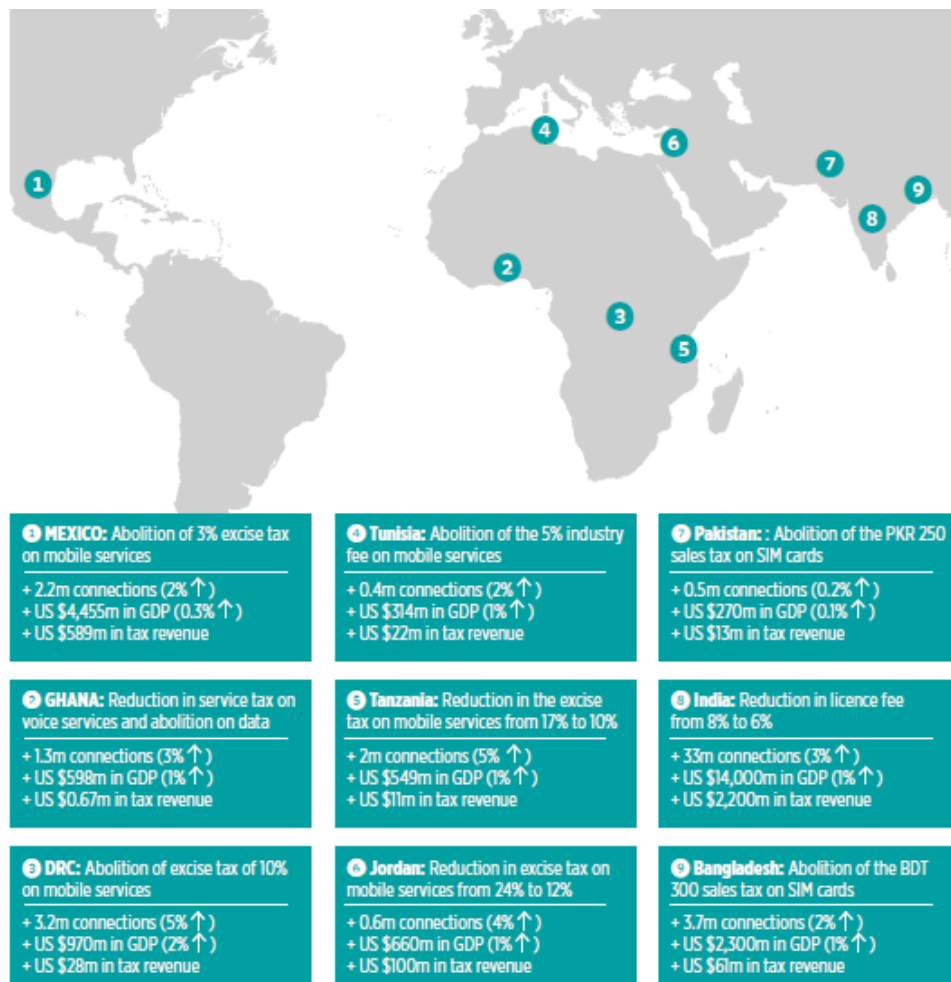 1
2
3
4
5
6
7
8
9
1 MEXICO: Abolition of 3% excise tax
on mobile services
+ 2.2m connections (2% ↑)
+ US $4,455m in GDP (0.3% ↑)
+ US $589m in tax revenue
2 GHANA: Reduction in service tax on
voice services and abolition on data
+ 1.3m connections (3% ↑)
+ US $598m in GDP (1% ↑)
+ US $0.67m in tax revenue
3 DRC: Abolition of excise tax of 10%
on mobile services
+ 3.2m connections (5% ↑)
+ US $970m in GDP (2% ↑)
+ US $28m in tax revenue
4 Tunisia: Abolition of the 5% industry
fee on mobile services
+ 0.4m connections (2% ↑)
+ US $314m in GDP (1% ↑)
+ US $22m in tax revenue
5 Tanzania: Reduction in the excise
tax on mobile services from 17% to 10%
+ 2m connections (5% ↑)
+ US $549m in GDP (1% ↑)
+ US $11m in tax revenue
6 Jordan: Reduction in excise tax on
mobile services from 24% to 12%
+ 0.6m connections (4% ↑)
+ US $660m in GDP (1% ↑)
+ US $100m in tax revenue
7 Pakistan: : Abolition of the PKR 250
sales tax on SIM cards
+ 0.5m connections (0.2% ↑)
+ US $270m in GDP (0.1% ↑)
+ US $13m in tax revenue
8 India: Reduction in licence fee
from 8% to 6%
+ 33m connections (3% ↑)
+ US $14,000m in GDP (1% ↑)
+ US $2,200m in tax revenue
9 Bangladesh: Abolition of the BDT
300 sales tax on SIM cards
+ 3.7m connections (2% ↑)
+ US $2,300m in GDP (1% ↑)
+ US $61m in tax revenue